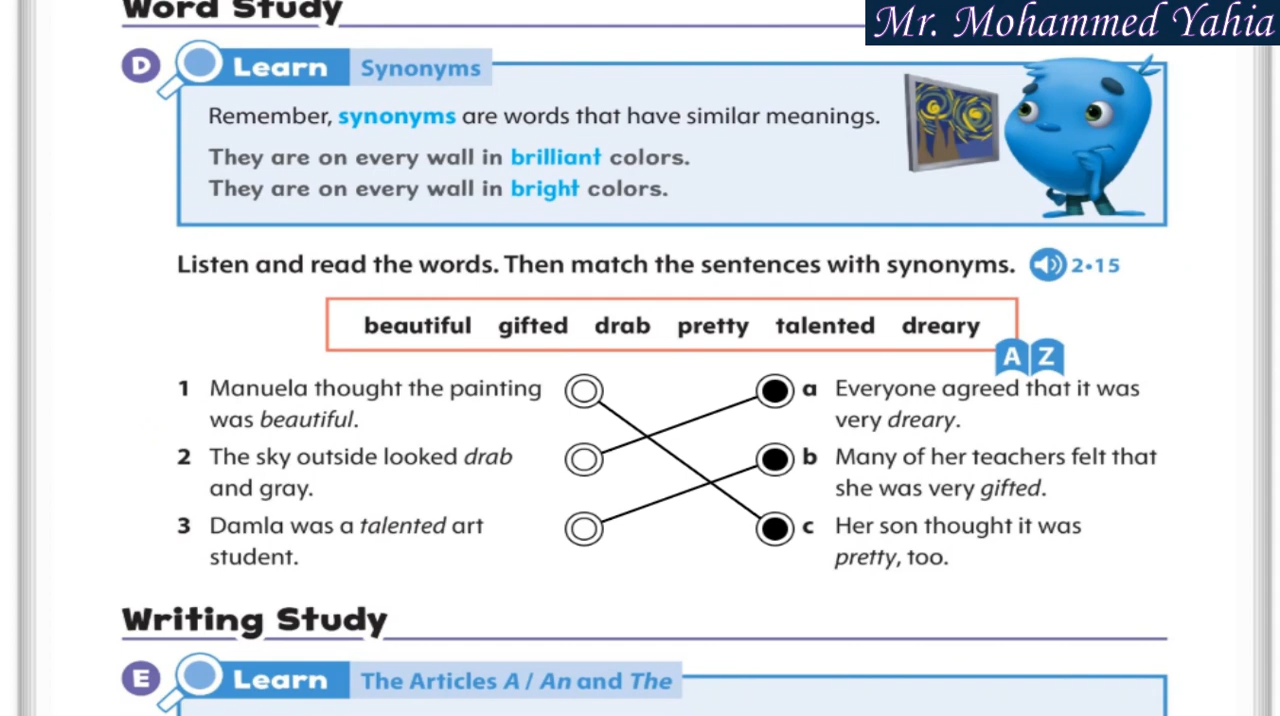 Word Study
Mr. Mohammed Yahia
D Learn Synonyms
Remember, synonyms are words that have similar meanings.
They are on every wall in brilliant colors.
They are on every wall in bright colors.
Listen and read the words. Then match the sentences with synonyms. 2•15
beautiful gifted drab pretty talented dreary
A Z
1 Manuela thought the painting
was beautiful.
2 The sky outside looked drab
and gray.
3 Damla was a talented art
student.
a Everyone agreed that it was
very dreary.
b Many of her teachers felt that
she was very gifted.
c Her son thought it was
pretty, too.
Writing Study
E Learn The Articles A / An and The